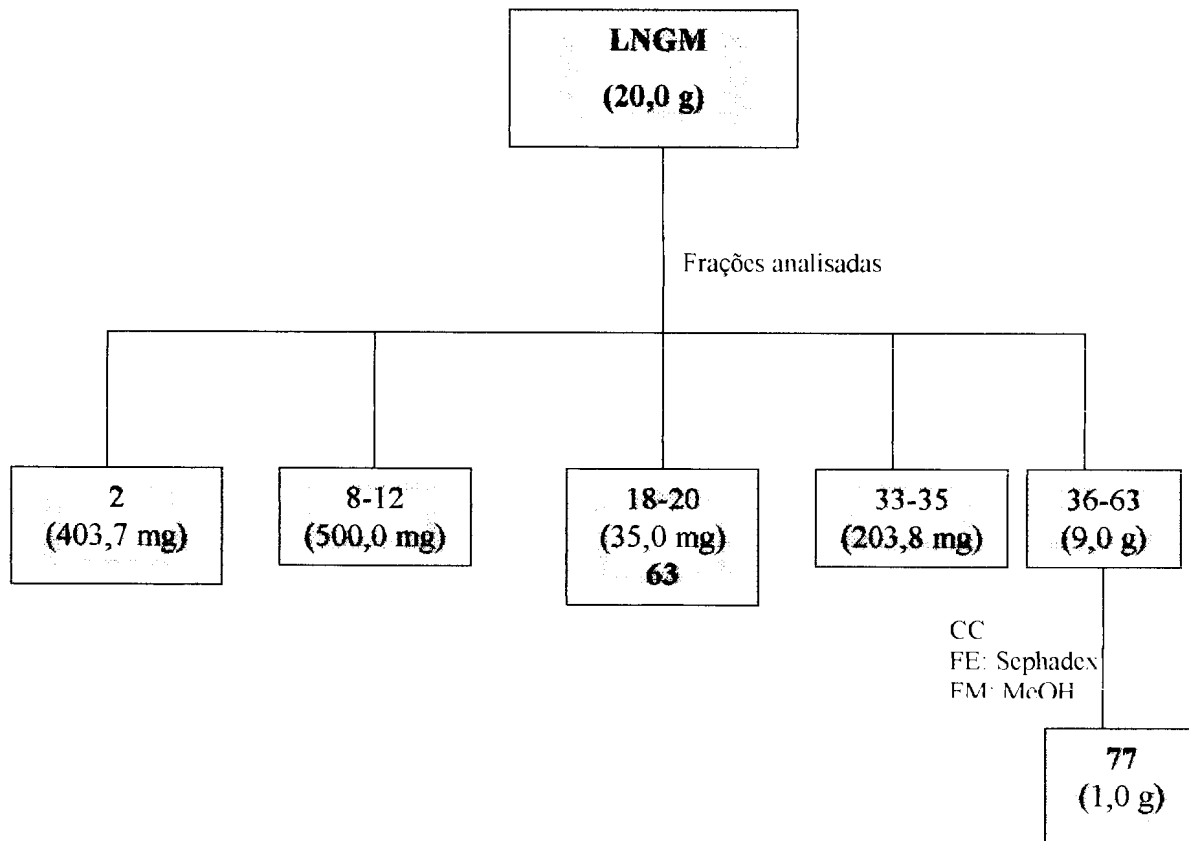 LNGM
(20,0 g)
Frações analisadas
2
(403,7 mg)
8-12
(500,0 mg)
18-20
(35,0 mg)
63
33-35
(203,8 mg)
36-63
(9,0 g)
CC
FE: Sephadex
FM: MeOH
77
(1,0 g)